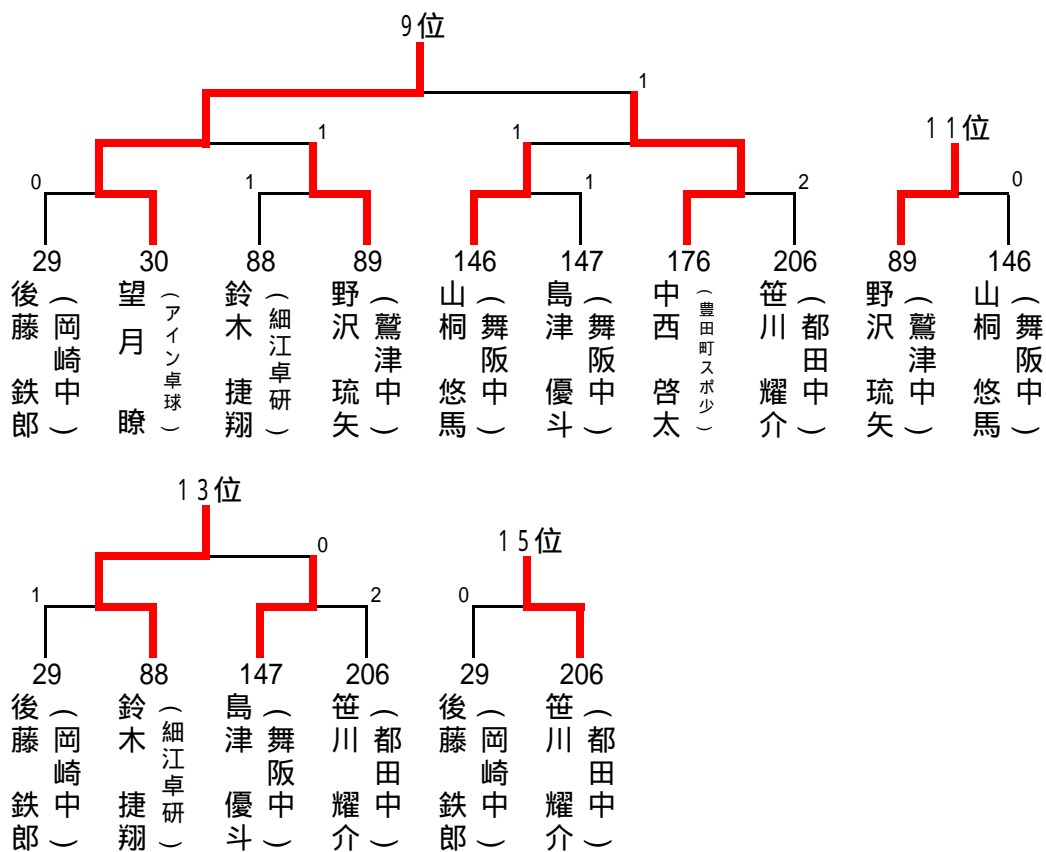 9位
1
1 1 11位
0 1 1 2 0
29 30 88 89 146 147 176 206 89 146
後藤 鉄郎 (岡崎中)
望月 瞭 (アイン卓球)
鈴木 捷翔 (細江卓研)
野沢 琉矢 (鷲津中)
山桐 悠馬 (舞阪中)
島津 優斗 (舞阪中)
中西 啓太 (豊田町スポ少)
笹川 耀介 (都田中)
野沢 琉矢 (鷲津中)
山桐 悠馬 (舞阪中)
13位
0
1 2
29 88 147 206
後藤 鉄郎 (岡崎中)
鈴木 捷翔 (細江卓研)
島津 優斗 (舞阪中)
笹川 耀介 (都田中)
15位
0
29 206
後藤 鉄郎 (岡崎中)
笹川 耀介 (都田中)